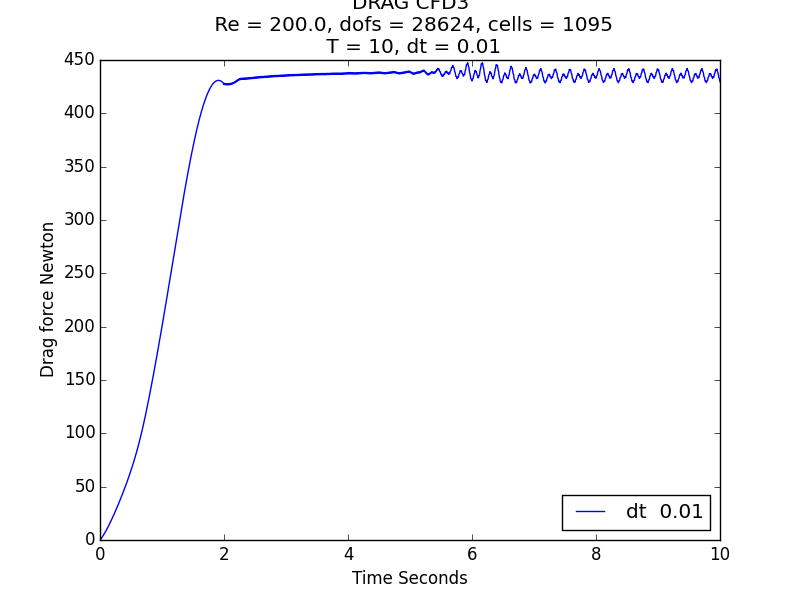 DRAG CFD3
Re = 200.0, dofs = 28624, cells = 1095
T = 10, dt = 0.01
450
400
350
300
250
200
150
100
50
0
Drag force Newton
dt 0.01
0 2 4 6 8 10
Time Seconds